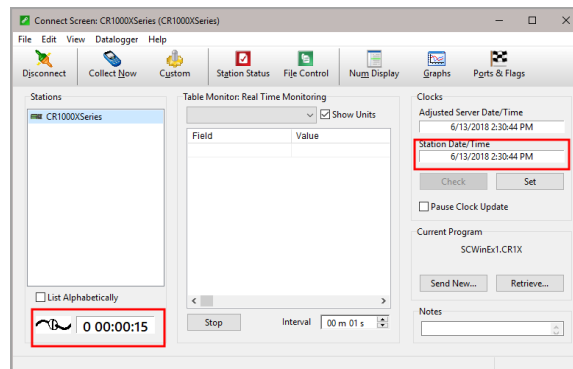 Connect Screen: CR1000XSeries (CR1000XSeries)
File Edit View Datalogger Help
Disconnect Collect Now Custom Station Status File Control Num Display Graphs Ports & Flags
Stations
CR1000XSeries
List Alphabetically
0 00:00:15
Table Monitor: Real Time Monitoring
Show Units
Field Value
Stop Interval 00 m 01 s
Clocks
Adjusted Server Date/Time
6/13/2018 2:30:44 PM
Station Date/Time
6/13/2018 2:30:44 PM
Check Set
Pause Clock Update
Current Program
SCWinEx1.CR1X
Send New... Retrieve...
Notes